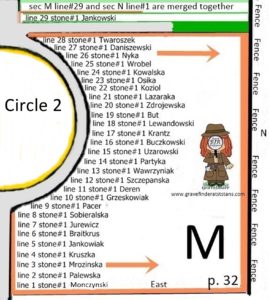 sec M line#29 and sec N line#1 are merged together
line 29 stone#1 Jankowski
line 28 stone#1 Twaroszek
line 27 stone#1 Daniszewski
line 26 stone#1 Nyka
line 25 stone#1 Wrobel
line 24 stone#1 Kowalska
line 23 stone#1 Osika
line 22 stone#1 Koziol
line 21 stone#1 Lazaraka
line 20 stone#1 Zdrojewska
line 19 stone#1 But
line 18 stone#1 Lewandowski
line 17 stone#1 Krantz
line 16 stone#1 Buczkowski
line 15 stone#1 Uzarowski
line 14 stone#1 Partyka
line 13 stone#1 Wawrzyniak
line 12 stone#1 Szczepanska
line 11 stone#1 Deren
line 10 stone#1 Grzeskowiak
line 9 stone#1 Pacer
line 8 stone#1 Sobieralska
line 7 stone#1 Jurewicz
line 6 stone#1 Braitkrus
line 5 stone#1 Jankowiak
line 4 stone#1 Kruszka
line 3 stone#1 Mrozinska
line 2 stone#1 Palewska
line 1 stone#1 Monczynski
East
Circle 2
www.gravefinderassistans.com
M
p. 32
Fence
Fence
Fence
N
Fence
Fence
Fence
Fence